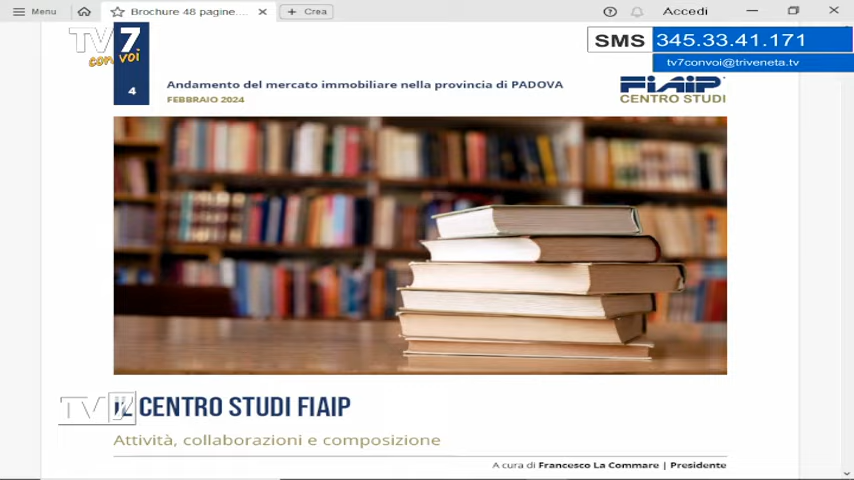 Menu
Brochure 48 pagine....
Crea
Accedi
TV7
con voi
SMS 345.33.41.171
tv7convoi@triveneta.tv
4
Andamento del mercato immobiliare nella provincia di PADOVA
FEBBRAIO 2024
FIAIP
CENTRO STUDI
TV7
IL CENTRO STUDI FIAIP
Attività, collaborazioni e composizione
A cura di Francesco La Commare | Presidente